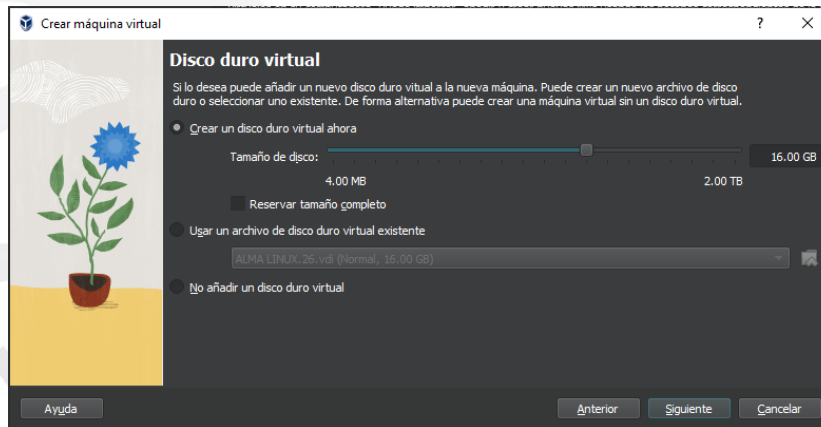 Crear máquina virtual
?
Disco duro virtual
Si lo desea puede añadir un nuevo disco duro vitual a la nueva máquina. Puede crear un nuevo archivo de disco
duro o seleccionar uno existente. De forma alternativa puede crear una máquina virtual sin un disco duro virtual.
Crear un disco duro virtual ahora
Tamaño de disco:
16.00 GB
4.00 MB
2.00 TB
Reservar tamaño completo
Usar un archivo de disco duro virtual existente
ALMA LINUX.26.vdi (Normal, 16.00 GB)
No añadir un disco duro virtual
Ayuda
Anterior
Siguiente
Cancelar